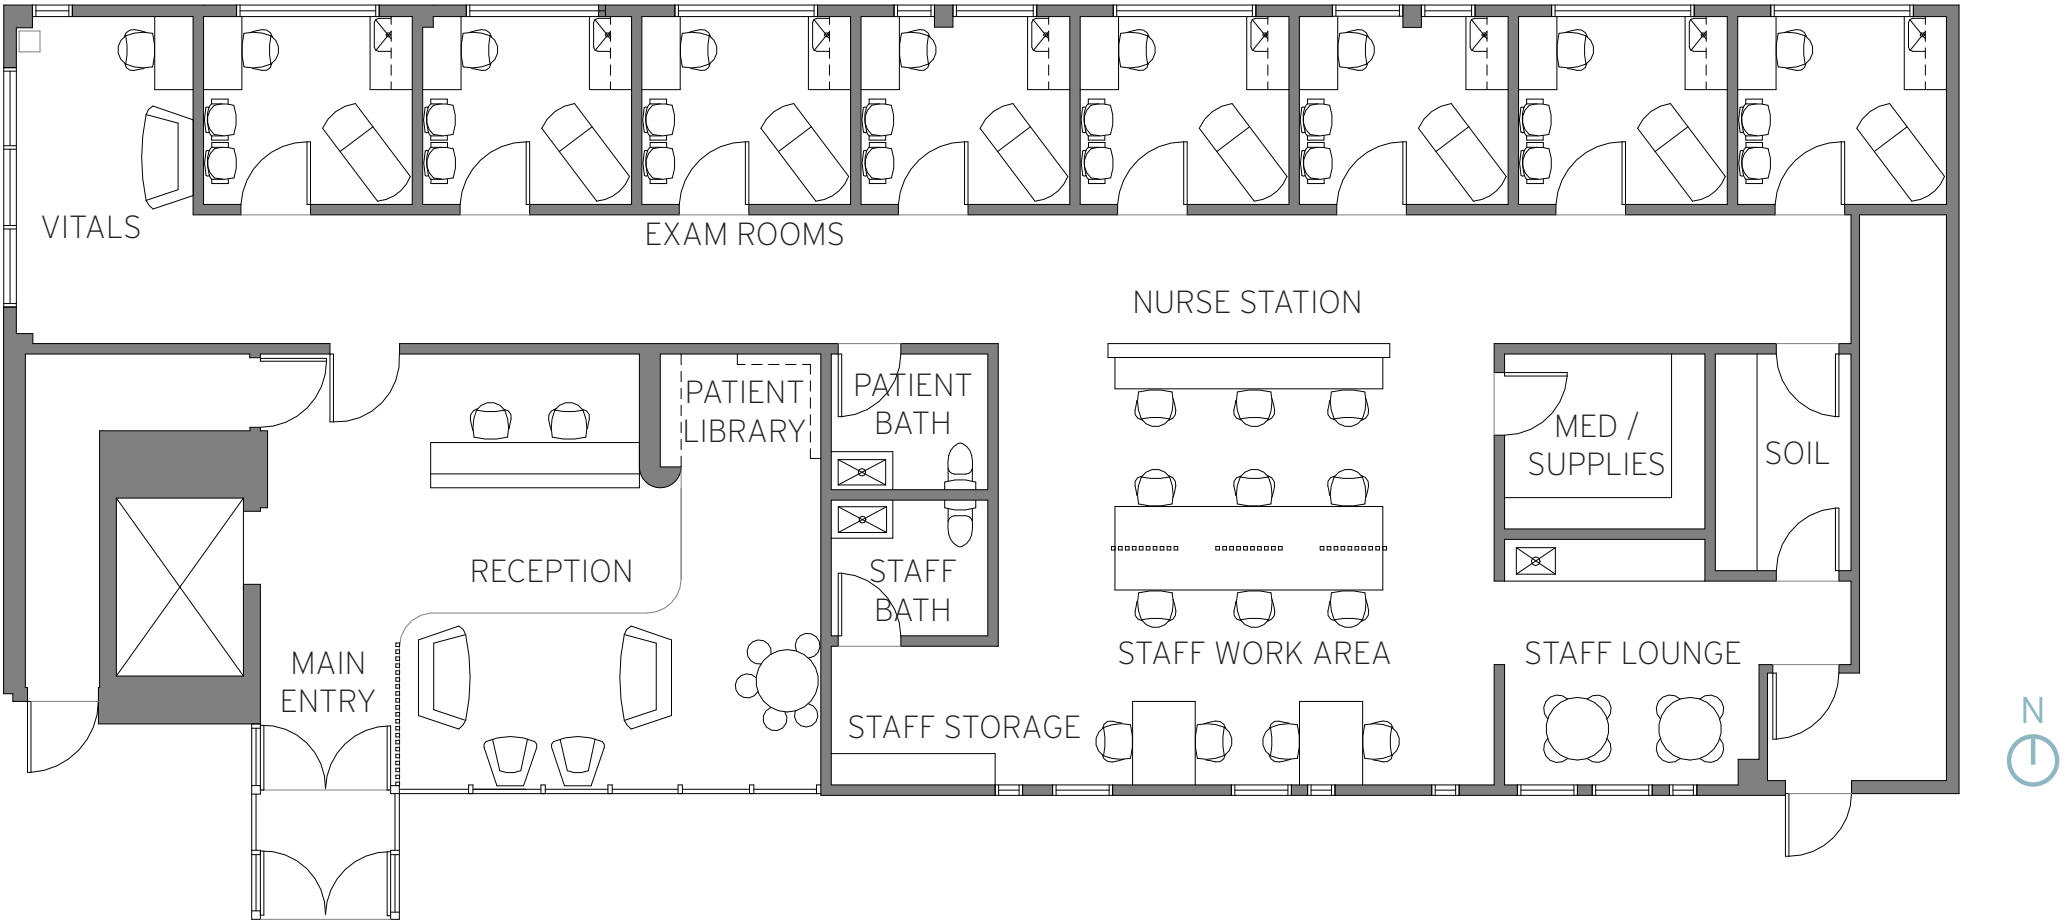 VITALS
EXAM ROOMS
NURSE STATION
PATIENT
LIBRARY
PATIENT
BATH
MED /
SUPPLIES
SOIL
RECEPTION
STAFF
BATH
MAIN
ENTRY
STAFF WORK AREA
STAFF LOUNGE
STAFF STORAGE
N